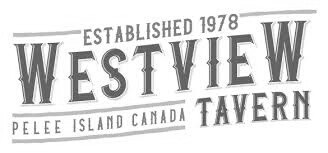 ESTABLISHED 1978
WESTVIEW
PELEE ISLAND CANADA
TAVERN